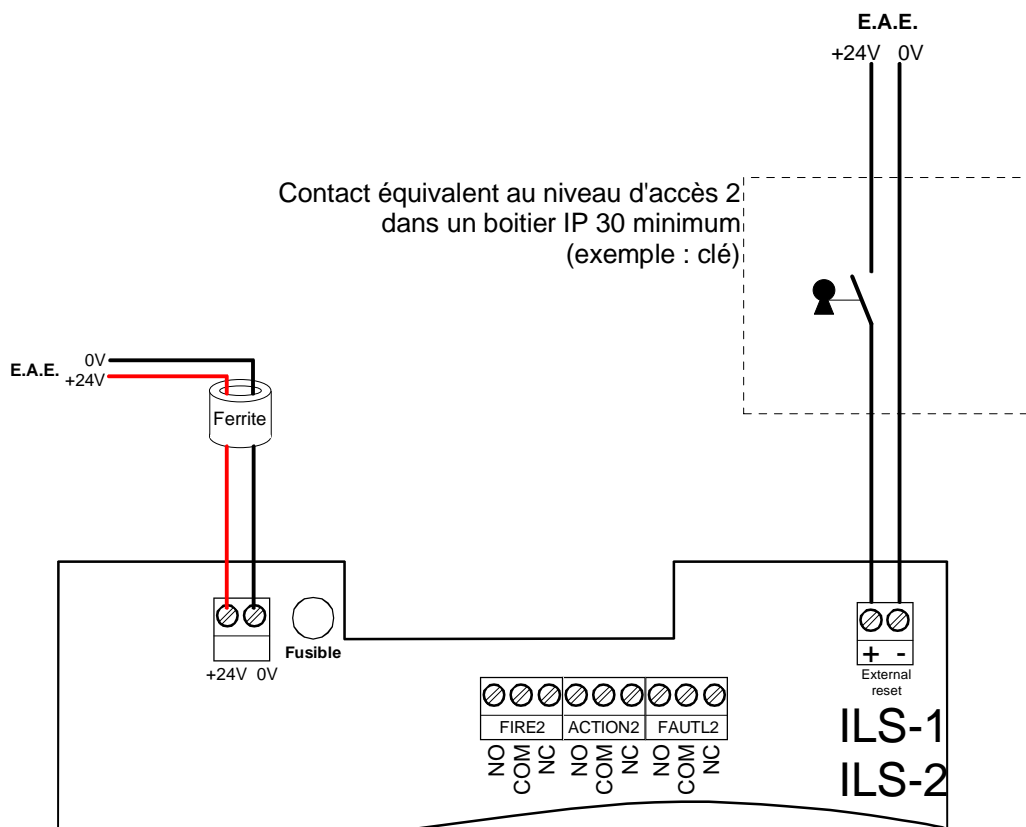 E.A.E.
+24V 0V
Contact équivalent au niveau d'accès 2
dans un boitier IP 30 minimum
(exemple : clé)
E.A.E.
0V
+24V
Ferrite
Fusible
+24V 0V
+ -
External
reset
FIRE2 ACTION2 FAUTL2
NO COM NC NO COM NC NO COM NC
ILS-1
ILS-2